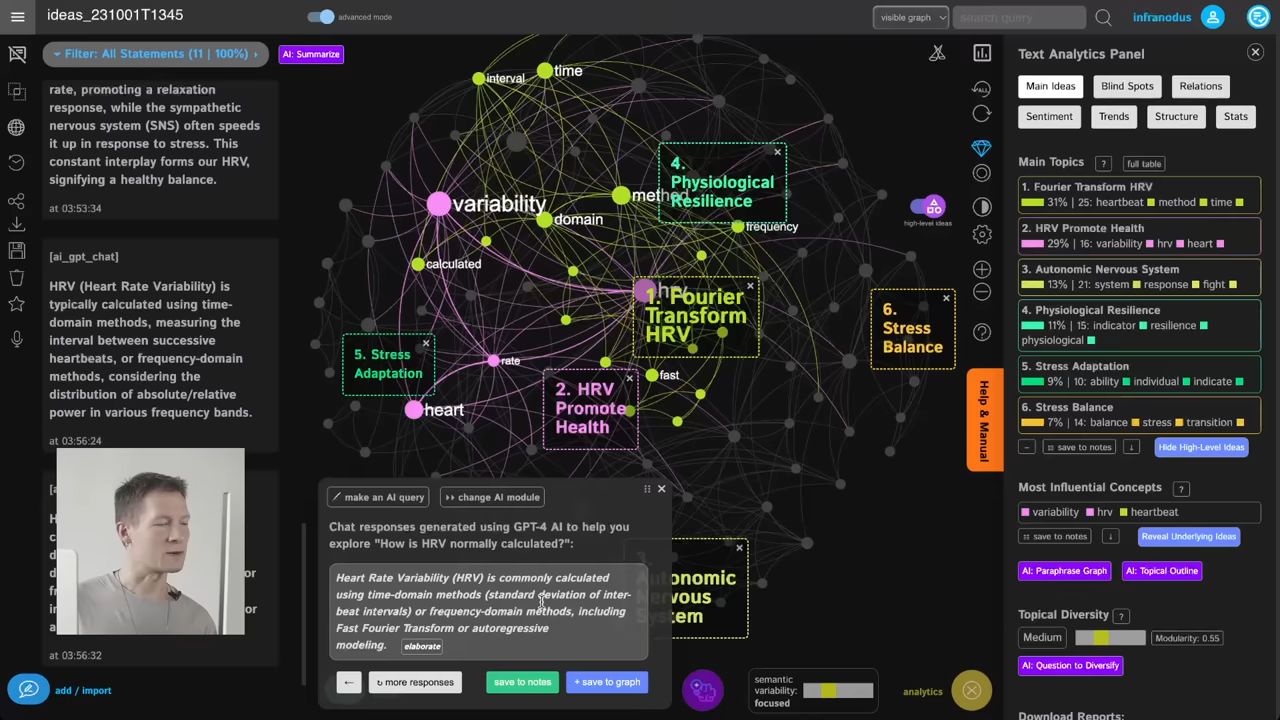 ideas_231001T1345
advanced mode
visible graph
search query
infranodus
Filter: All Statements (11 | 100%)
AI: Summarize
rate, promoting a relaxation
response, while the sympathetic
nervous system (SNS) often speeds
it up in response to stress. This
constant interplay forms our HRV,
signifying a healthy balance.
at 03:53:34
[ai_gpt_chat]
HRV (Heart Rate Variability) is
typically calculated using time-
domain methods, measuring the
interval between successive
heartbeats, or frequency-domain
methods, considering the
distribution of absolute/relative
power in various frequency bands.
at 03:56:24
at 03:56:32
add / import
interval
time
variability
method
domain
frequency
calculated
hrv
rate
fast
heart
4.
Physiological
Resilience
1. Fourier
Transform
HRV
6.
Stress
Balance
5. Stress
Adaptation
2. HRV
Promote
Health
3.
Autonomic
Nervous
System
high-level ideas
Help & Manual
make an AI query
change AI module
Chat responses generated using GPT-4 AI to help you
explore "How is HRV normally calculated?":
Heart Rate Variability (HRV) is commonly calculated
using time-domain methods (standard deviation of inter-
beat intervals) or frequency-domain methods, including
Fast Fourier Transform or autoregressive
modeling. elaborate
← ↻ more responses save to notes + save to graph
semantic
variability:
focused
analytics
Text Analytics Panel
Main Ideas Blind Spots Relations
Sentiment Trends Structure Stats
Main Topics ? full table
1. Fourier Transform HRV
31% | 25: heartbeat method time
2. HRV Promote Health
29% | 16: variability hrv heart
3. Autonomic Nervous System
13% | 21: system response fight
4. Physiological Resilience
11% | 15: indicator resilience
physiological
5. Stress Adaptation
9% | 10: ability individual indicate
6. Stress Balance
7% | 14: balance stress transition
− save to notes ↓ Hide High-Level Ideas
Most Influential Concepts ?
variability hrv heartbeat
save to notes ↓ Reveal Underlying Ideas
AI: Paraphrase Graph AI: Topical Outline
Topical Diversity ?
Medium Modularity: 0.55
AI: Question to Diversify
Download Reports: